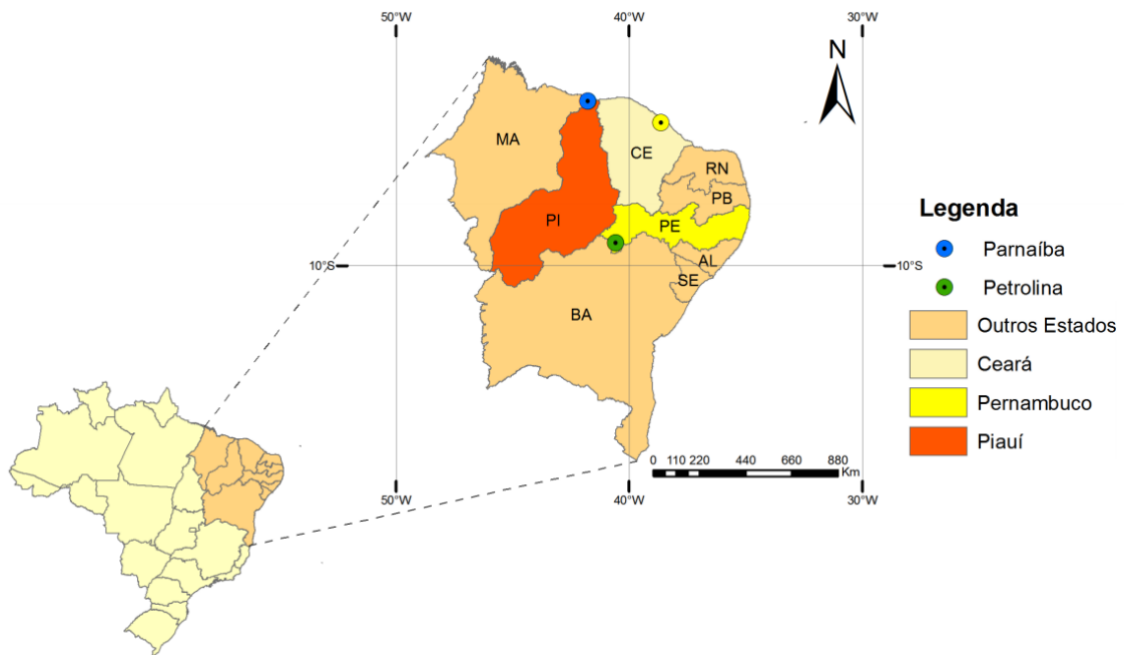 50°W
40°W
30°W
N
MA
CE
RN
PB
PI
PE
AL
SE
BA
10°S
10°S
Legenda
Parnaíba
Petrolina
Outros Estados
Ceará
Pernambuco
Piauí
0 110 220 440 660 880
Km
50°W
40°W
30°W